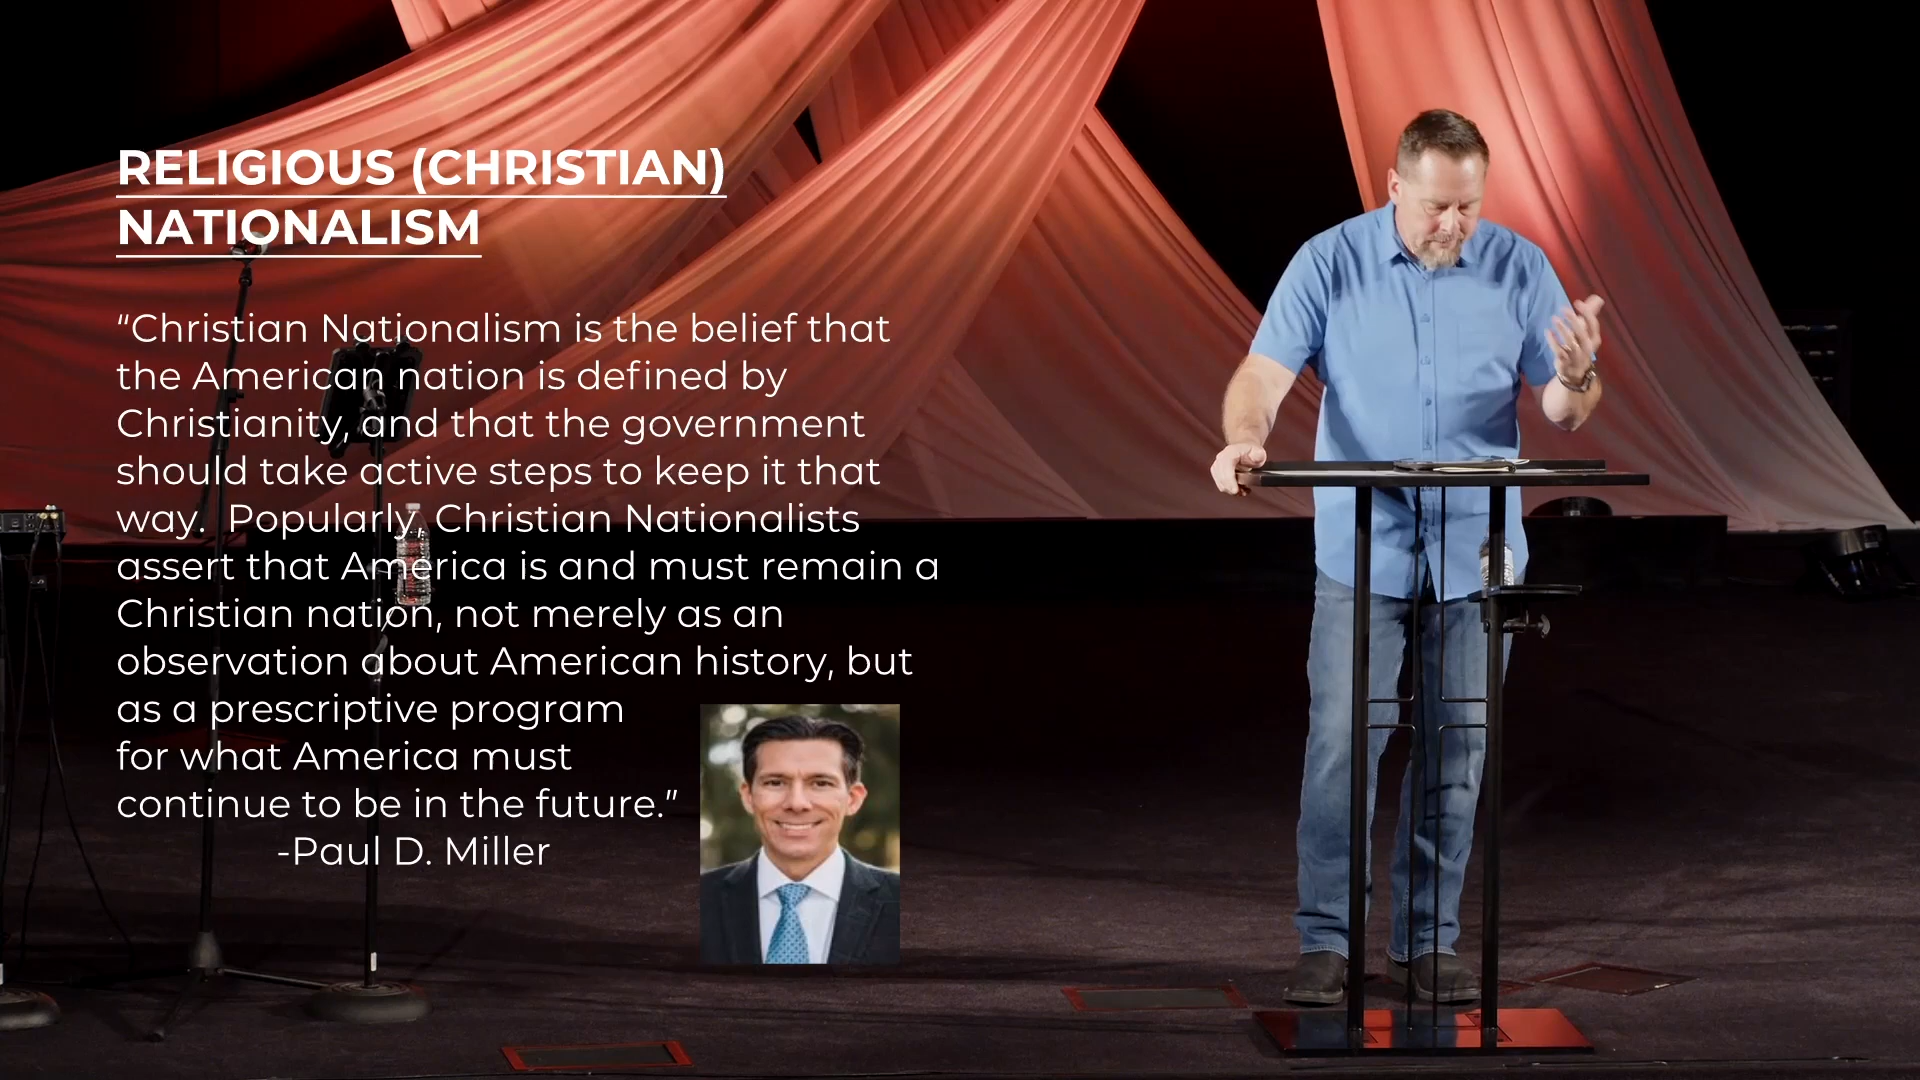 RELIGIOUS (CHRISTIAN)
NATIONALISM
“Christian Nationalism is the belief that
the American nation is defined by
Christianity, and that the government
should take active steps to keep it that
way.  Popularly, Christian Nationalists
assert that America is and must remain a
Christian nation, not merely as an
observation about American history, but
as a prescriptive program
for what America must
continue to be in the future.”
-Paul D. Miller